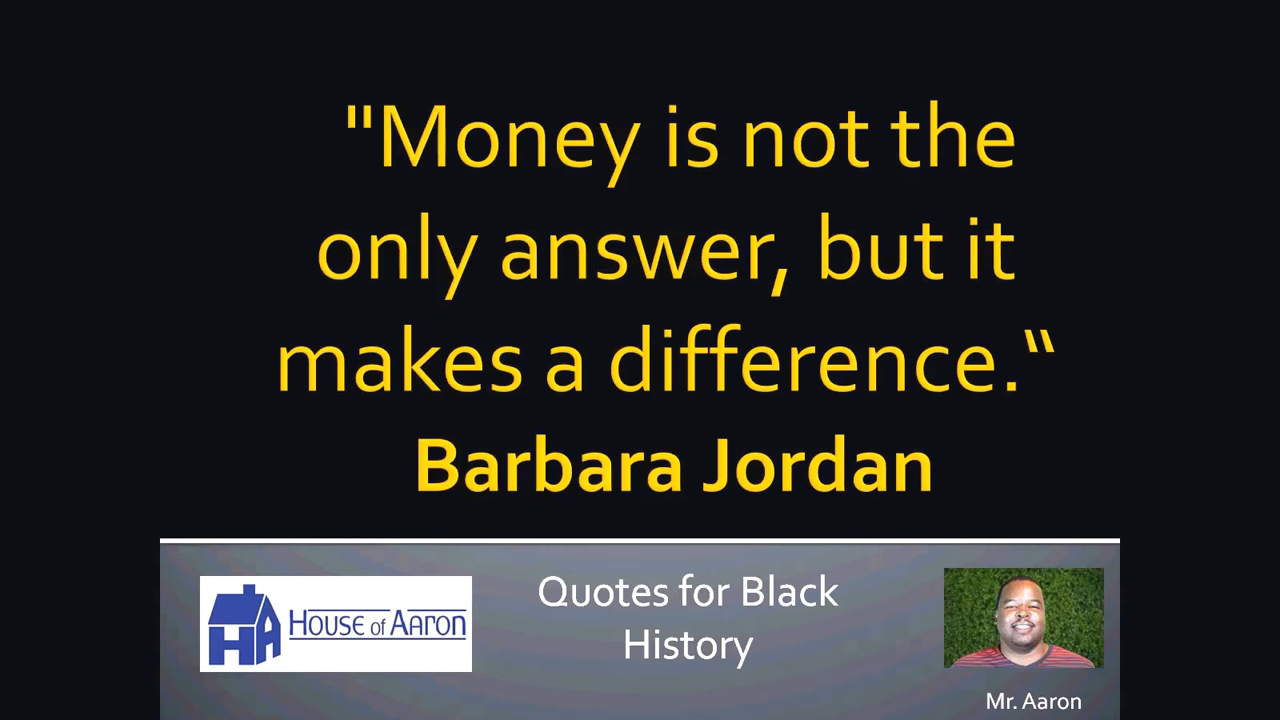 "Money is not the
only answer, but it
makes a difference.“
Barbara Jordan
HA House of Aaron
Quotes for Black
History
Mr. Aaron